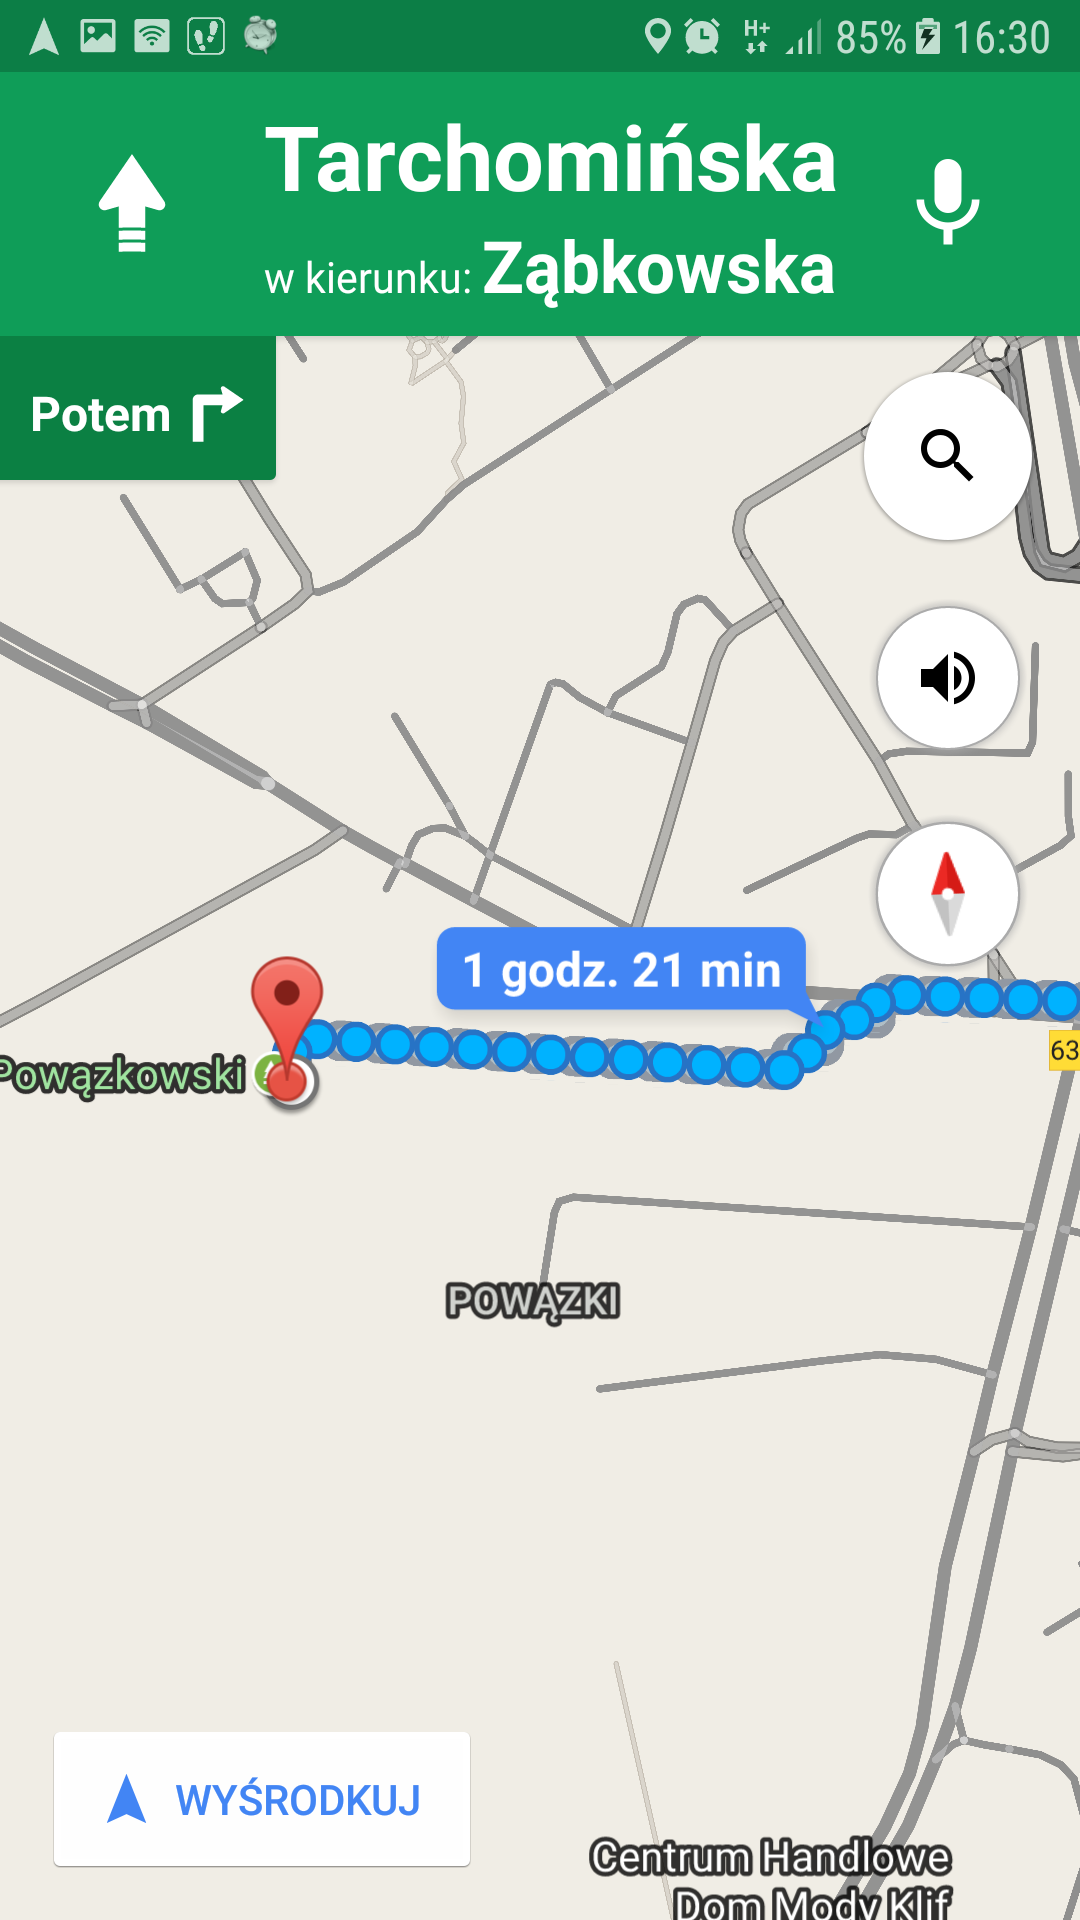 H+ 85% 16:30
Tarchomińska
w kierunku: Ząbkowska
Potem
1 godz. 21 min
63
Powązkowski
POWĄZKI
WYŚRODKUJ
Centrum Handlowe
Dom Mody Klif